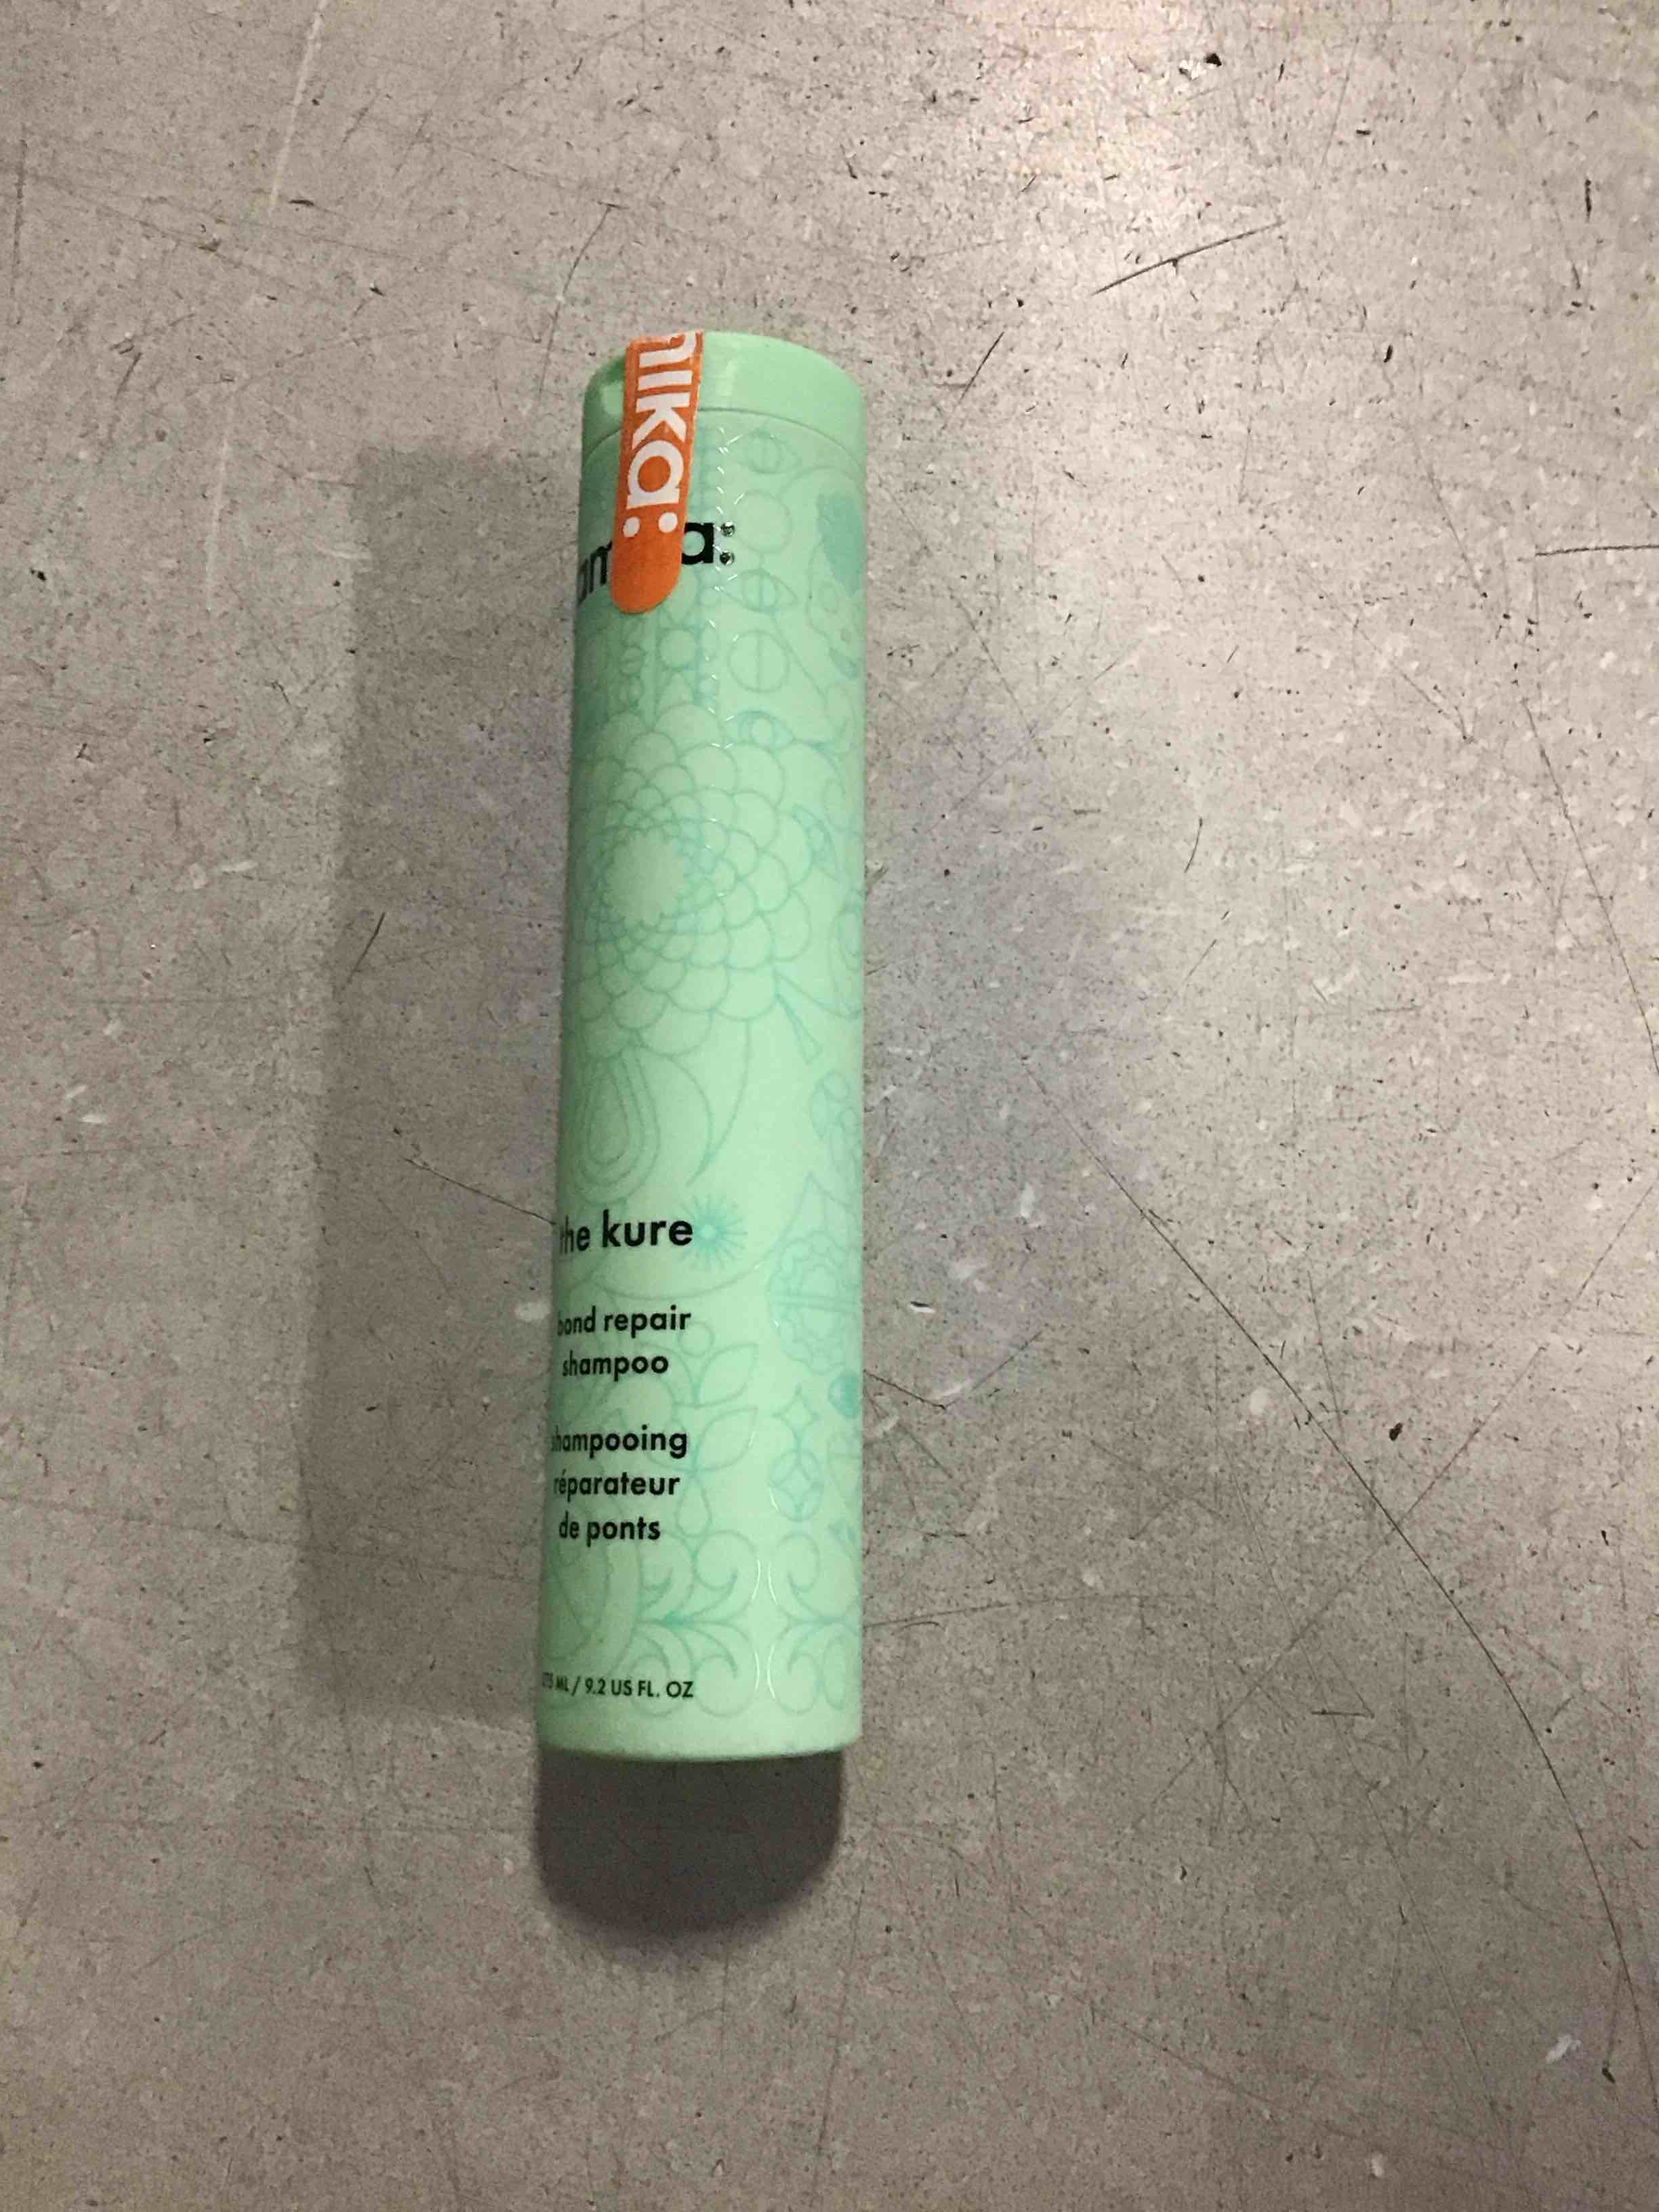 nika:
am a:
the kure
bond repair
shampoo
shampooing
réparateur
de ponts
275 ML / 9.2 US FL. OZ